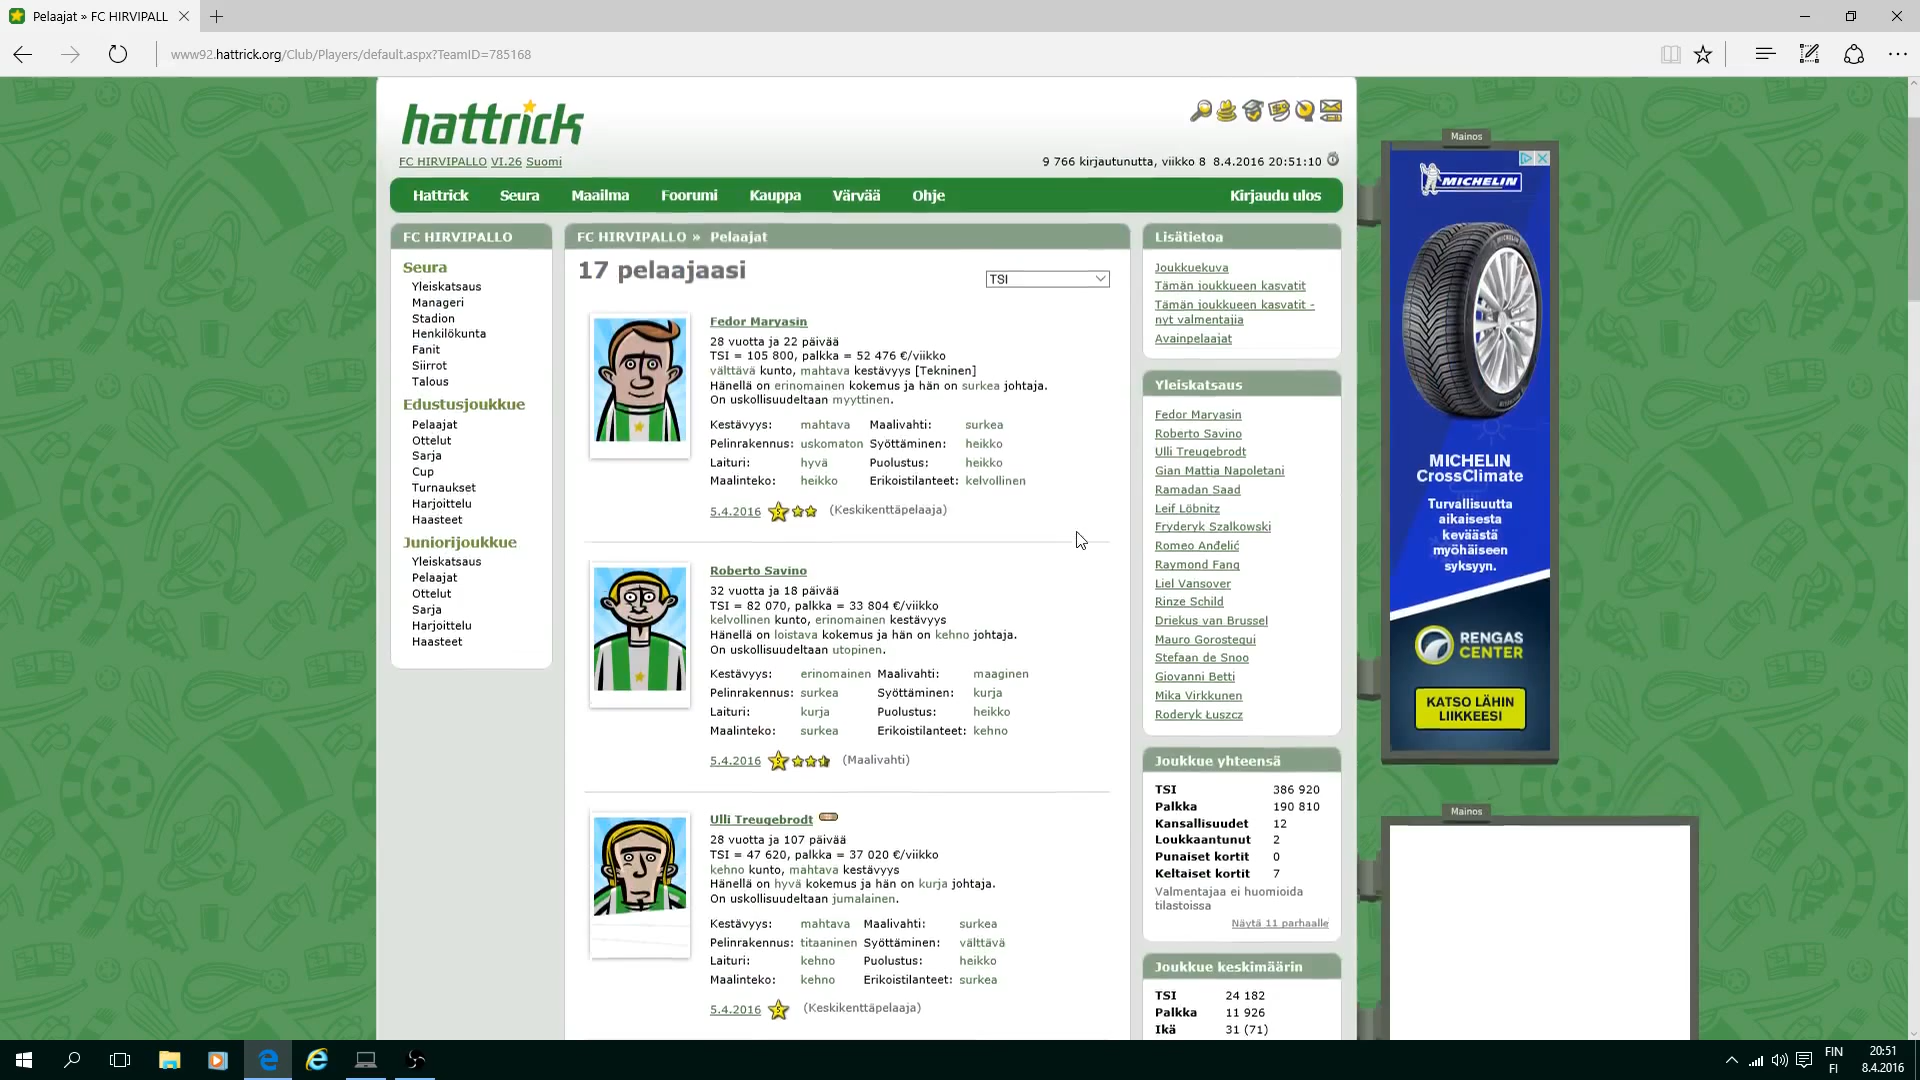 Pelaajat » FC HIRVIPALL
www92.hattrick.org/Club/Players/default.aspx?TeamID=785168
hattrick
FC HIRVIPALLO VI.26 Suomi
9 766 kirjautunutta, viikko 8 8.4.2016 20:51:10
Hattrick Seura Maailma Foorumi Kauppa Värvää Ohje Kirjaudu ulos
FC HIRVIPALLO
Seura
Yleiskatsaus
Manageri
Stadion
Henkilökunta
Fanit
Siirrot
Talous
Edustusjoukkue
Pelaajat
Ottelut
Sarja
Cup
Turnaukset
Harjoittelu
Haasteet
Juniorijoukkue
Yleiskatsaus
Pelaajat
Ottelut
Sarja
Harjoittelu
Haasteet
FC HIRVIPALLO » Pelaajat
17 pelaajaasi
TSI
Fedor Maryasin
28 vuotta ja 22 päivää
TSI = 105 800, palkka = 52 476 €/viikko
välttävä kunto, mahtava kestävyys [Tekninen]
Hänellä on erinomainen kokemus ja hän on surkea johtaja.
On uskollisuudeltaan myyttinen.
Kestävyys: mahtava Maalivahti: surkea
Pelinrakennus: uskomaton Syöttäminen: heikko
Laituri: hyvä Puolustus: heikko
Maalinteko: heikko Erikoistilanteet: kelvollinen
5.4.2016 5 (Keskikenttäpelaaja)
Roberto Savino
32 vuotta ja 18 päivää
TSI = 82 070, palkka = 33 804 €/viikko
kelvollinen kunto, erinomainen kestävyys
Hänellä on loistava kokemus ja hän on kehno johtaja.
On uskollisuudeltaan utopinen.
Kestävyys: erinomainen Maalivahti: maaginen
Pelinrakennus: surkea Syöttäminen: kurja
Laituri: kurja Puolustus: heikko
Maalinteko: surkea Erikoistilanteet: kehno
5.4.2016 5 (Maalivahti)
Ulli Treugebrodt
28 vuotta ja 107 päivää
TSI = 47 620, palkka = 37 020 €/viikko
kehno kunto, mahtava kestävyys
Hänellä on hyvä kokemus ja hän on kurja johtaja.
On uskollisuudeltaan jumalainen.
Kestävyys: mahtava Maalivahti: surkea
Pelinrakennus: titaaninen Syöttäminen: välttävä
Laituri: kehno Puolustus: heikko
Maalinteko: kehno Erikoistilanteet: surkea
5.4.2016 5 (Keskikenttäpelaaja)
Lisätietoa
Joukkuekuva
Tämän joukkueen kasvatit
Tämän joukkueen kasvatit -
nyt valmentajia
Avainpelaajat
Yleiskatsaus
Fedor Maryasin
Roberto Savino
Ulli Treugebrodt
Gian Mattia Napoletani
Ramadan Saad
Leif Löbnitz
Fryderyk Szalkowski
Romeo Anđelić
Raymond Fang
Liel Vansover
Rinze Schild
Driekus van Brussel
Mauro Gorostegui
Stefaan de Snoo
Giovanni Betti
Mika Virkkunen
Roderyk Łuszcz
Joukkue yhteensä
TSI 386 920
Palkka 190 810
Kansallisuudet 12
Loukkaantunut 2
Punaiset kortit 0
Keltaiset kortit 7
Valmentajaa ei huomioida
tilastoissa
Näytä 11 parhaalle
Joukkue keskimäärin
TSI 24 182
Palkka 11 926
Ikä 31 (71)
Mainos
MICHELIN
MICHELIN
CrossClimate
Turvallisuutta
aikaisesta
keväästä
myöhäiseen
syksyyn.
RENGAS
CENTER
KATSO LÄHIN
LIIKKEESI
Mainos
FIN
FI
20:51
8.4.2016